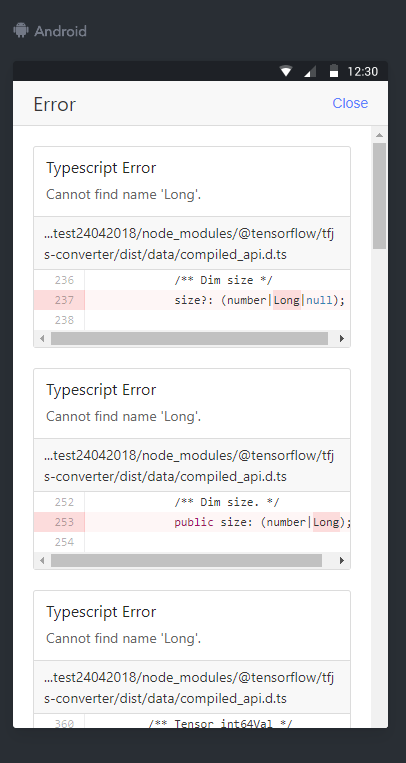 Android
12:30
Error
Close
Typescript Error
Cannot find name 'Long'.
...test24042018/node_modules/@tensorflow/tfj
s-converter/dist/data/compiled_api.d.ts
236 /** Dim size */
237 size?: (number|Long|null);
238
Typescript Error
Cannot find name 'Long'.
...test24042018/node_modules/@tensorflow/tfj
s-converter/dist/data/compiled_api.d.ts
252 /** Dim size. */
253 public size: (number|Long);
254
Typescript Error
Cannot find name 'Long'.
...test24042018/node_modules/@tensorflow/tfj
s-converter/dist/data/compiled_api.d.ts
360 /** Tensor int64Val */